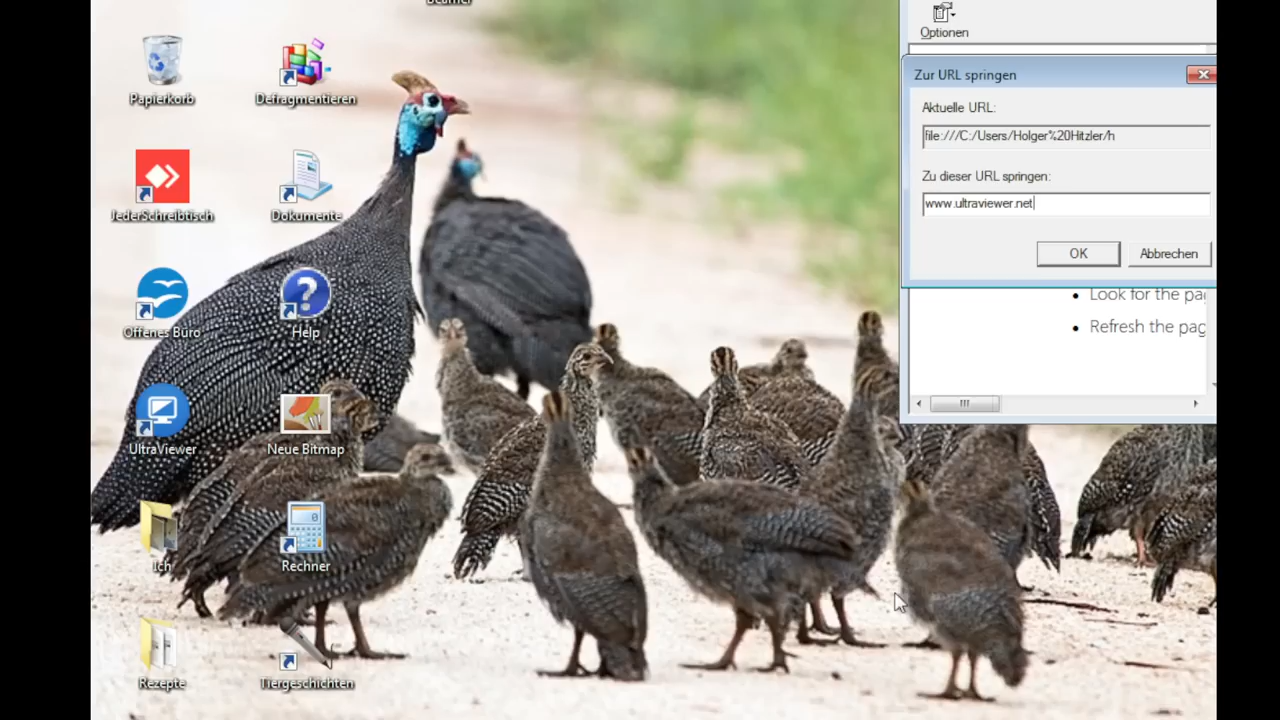 Beamer
Papierkorb
Defragmentieren
JederSchreibtisch
Dokumente
Offenes Büro
Help
UltraViewer
Neue Bitmap
Ich
Rechner
Rezepte
Tiergeschichten
Optionen
Zur URL springen
Aktuelle URL:
file:///C:/Users/Holger%20Hitzler/h
Zu dieser URL springen:
www.ultraviewer.net
OK
Abbrechen
Look for the pag
Refresh the pag